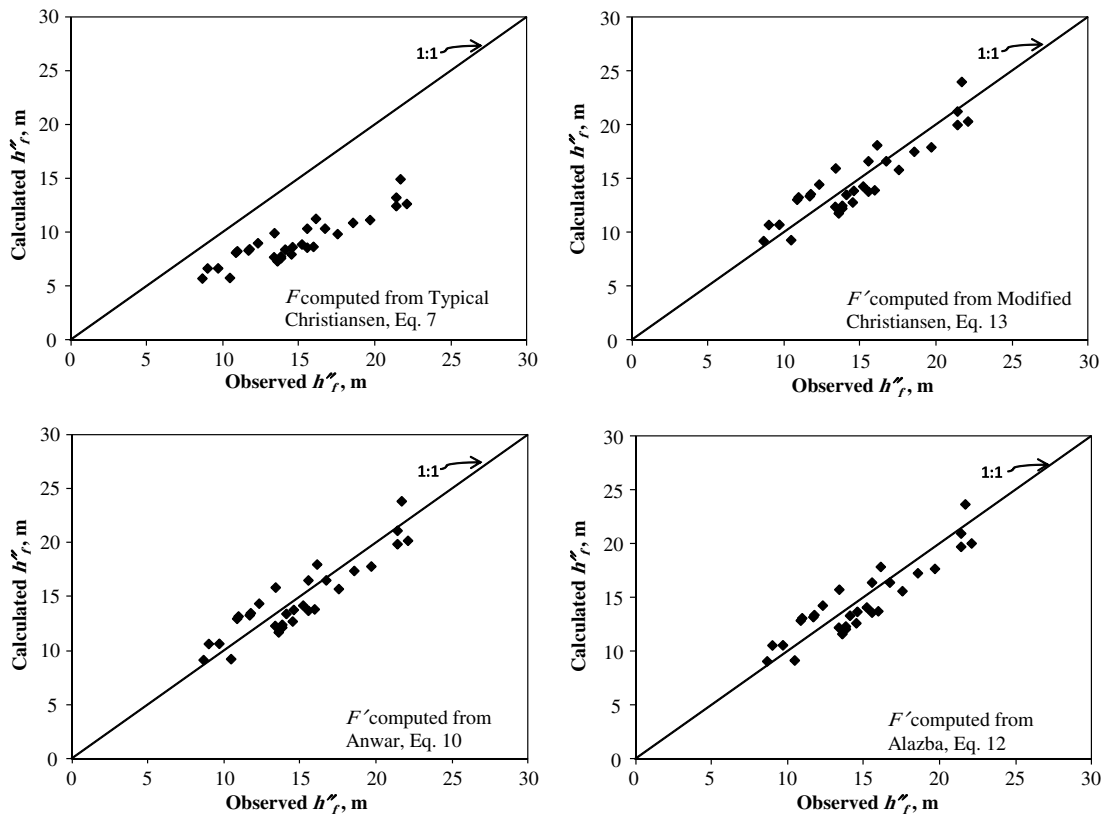 30
25
20
15
10
5
0
Calculated h″f, m
1:1
F computed from Typical
Christiansen, Eq. 7
0 5 10 15 20 25 30
Observed h″f, m
30
25
20
15
10
5
0
Calculated h″f, m
1:1
F′ computed from Modified
Christiansen, Eq. 13
0 5 10 15 20 25 30
Observed h″f, m
30
25
20
15
10
5
0
Calculated h″f, m
1:1
F′ computed from
Anwar, Eq. 10
0 5 10 15 20 25 30
Observed h″f, m
30
25
20
15
10
5
0
Calculated h″f, m
1:1
F′ computed from
Alazba, Eq. 12
0 5 10 15 20 25 30
Observed h″f, m